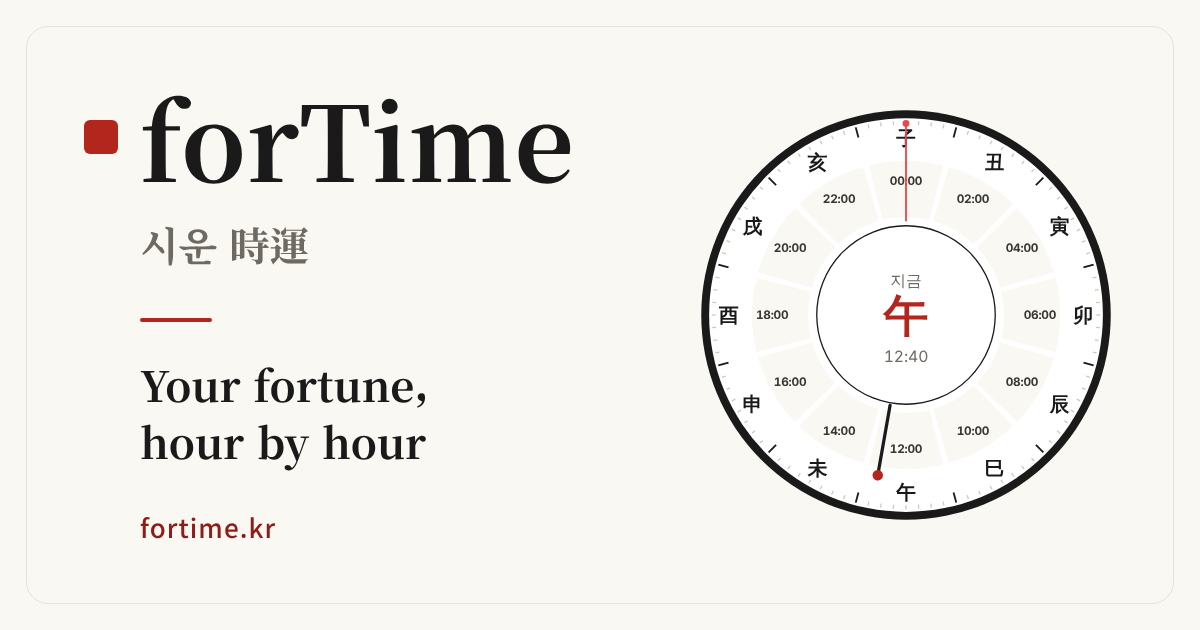 forTime
시운 時運
Your fortune,
hour by hour
fortime.kr
子
丑
寅
卯
辰
巳
午
未
申
酉
戌
亥
00:00
02:00
04:00
06:00
08:00
10:00
12:00
14:00
16:00
18:00
20:00
22:00
지금
午
12:40